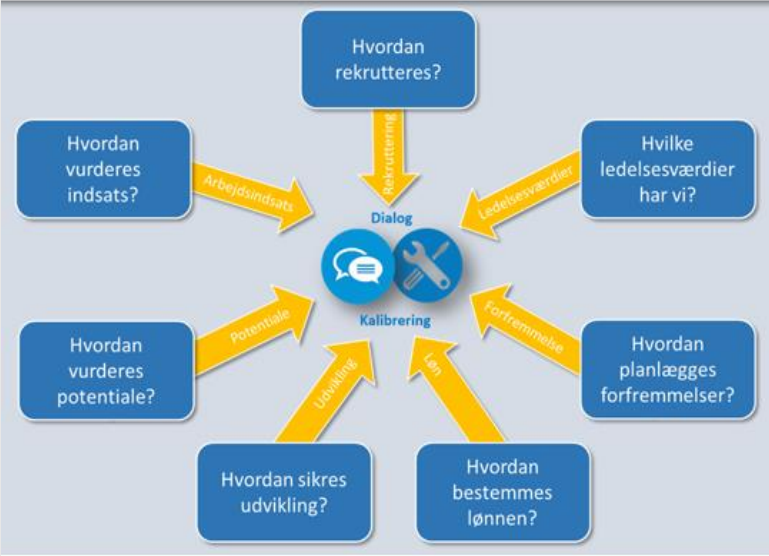 Hvordan
rekrutteres?
Rekruttering
Hvordan
vurderes
indsats?
Arbejdsindsats
Hvilke
ledelsesværdier
har vi?
Ledelsesværdier
Dialog
Kalibrering
Hvordan
vurderes
potentiale?
Potentiale
Hvordan
planlægges
forfremmelser?
Forfremmelse
Hvordan sikres
udvikling?
Udvikling
Hvordan
bestemmes
lønnen?
Løn